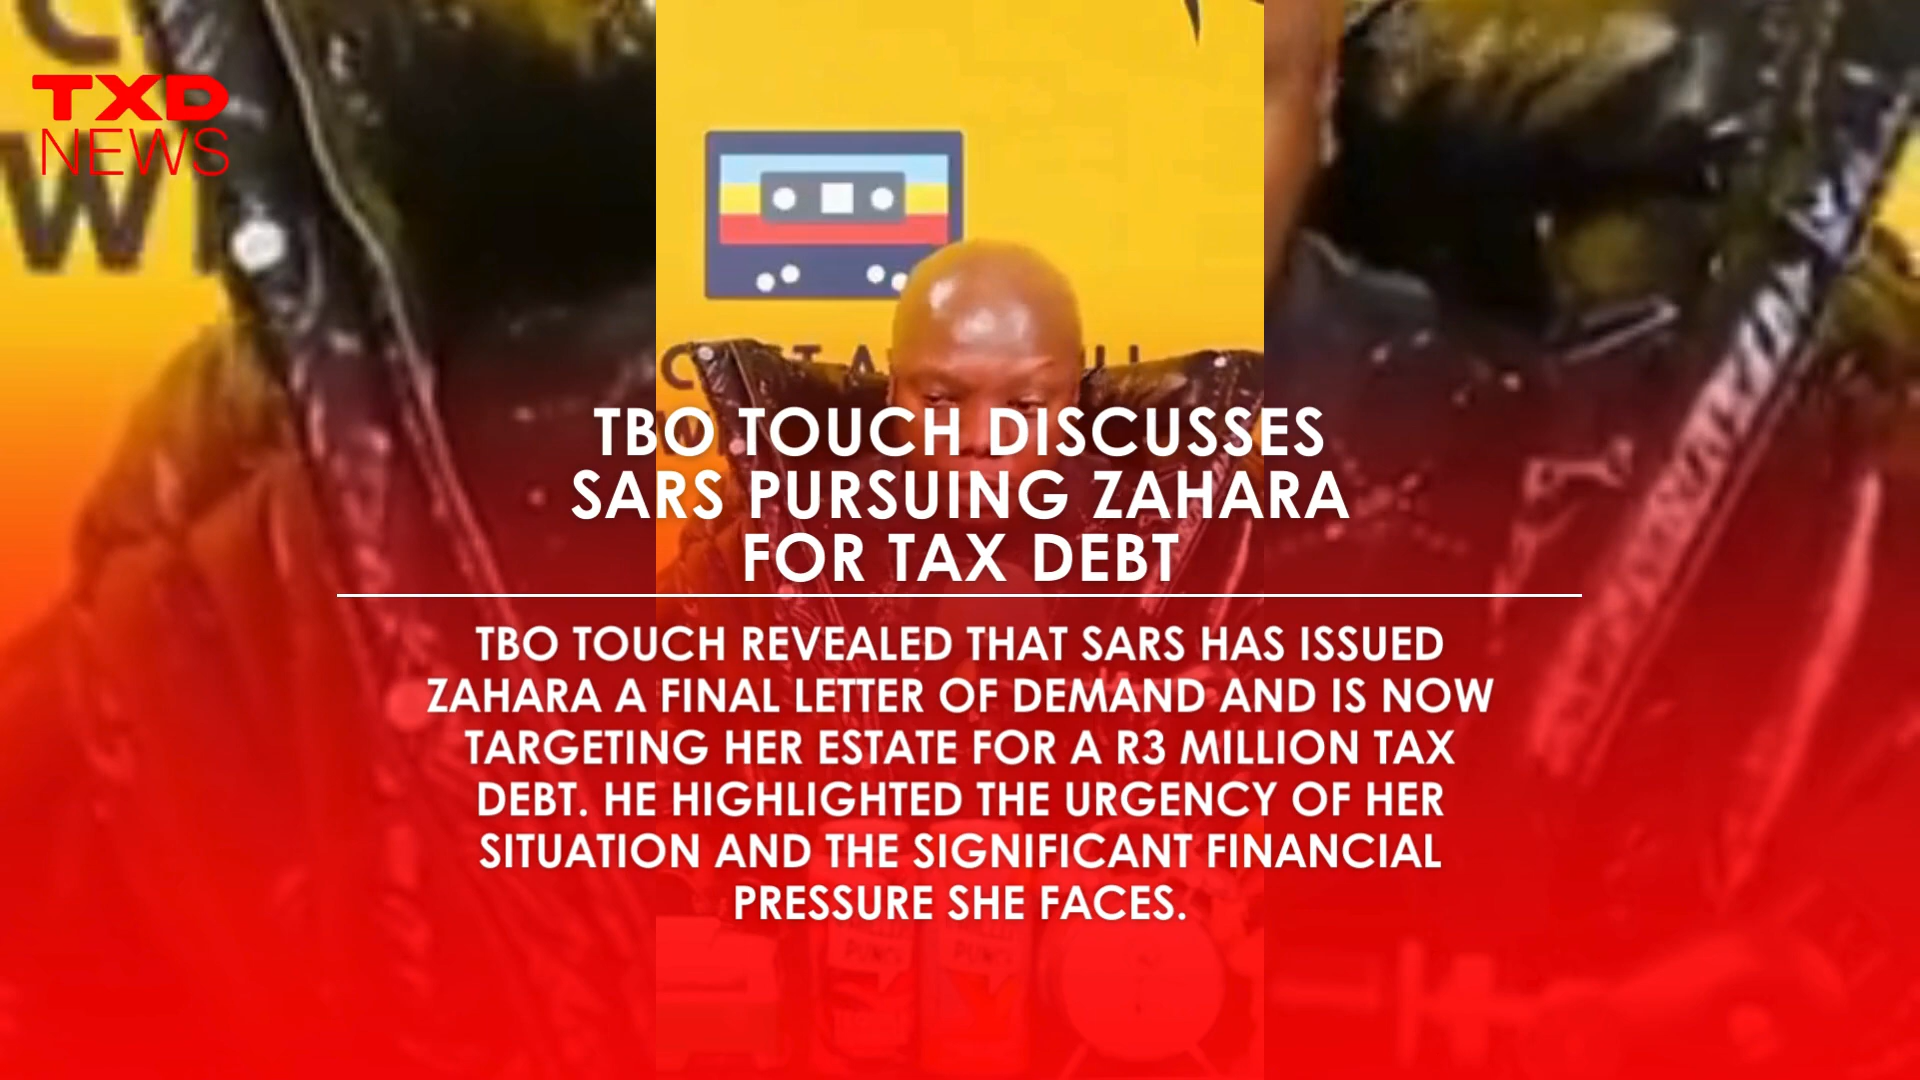 TXD
NEWS
TBO TOUCH DISCUSSES
SARS PURSUING ZAHARA
FOR TAX DEBT
TBO TOUCH REVEALED THAT SARS HAS ISSUED
ZAHARA A FINAL LETTER OF DEMAND AND IS NOW
TARGETING HER ESTATE FOR A R3 MILLION TAX
DEBT. HE HIGHLIGHTED THE URGENCY OF HER
SITUATION AND THE SIGNIFICANT FINANCIAL
PRESSURE SHE FACES.
PUNCH PUNCH